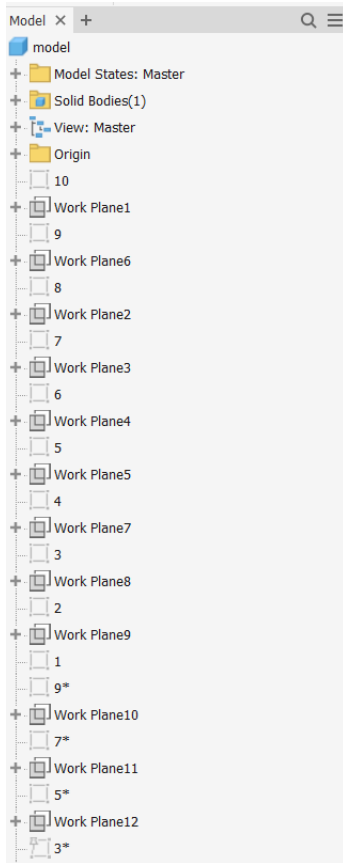 Model
model
Model States: Master
Solid Bodies(1)
View: Master
Origin
10
Work Plane1
9
Work Plane6
8
Work Plane2
7
Work Plane3
6
Work Plane4
5
Work Plane5
4
Work Plane7
3
Work Plane8
2
Work Plane9
1
9*
Work Plane10
7*
Work Plane11
5*
Work Plane12
3*